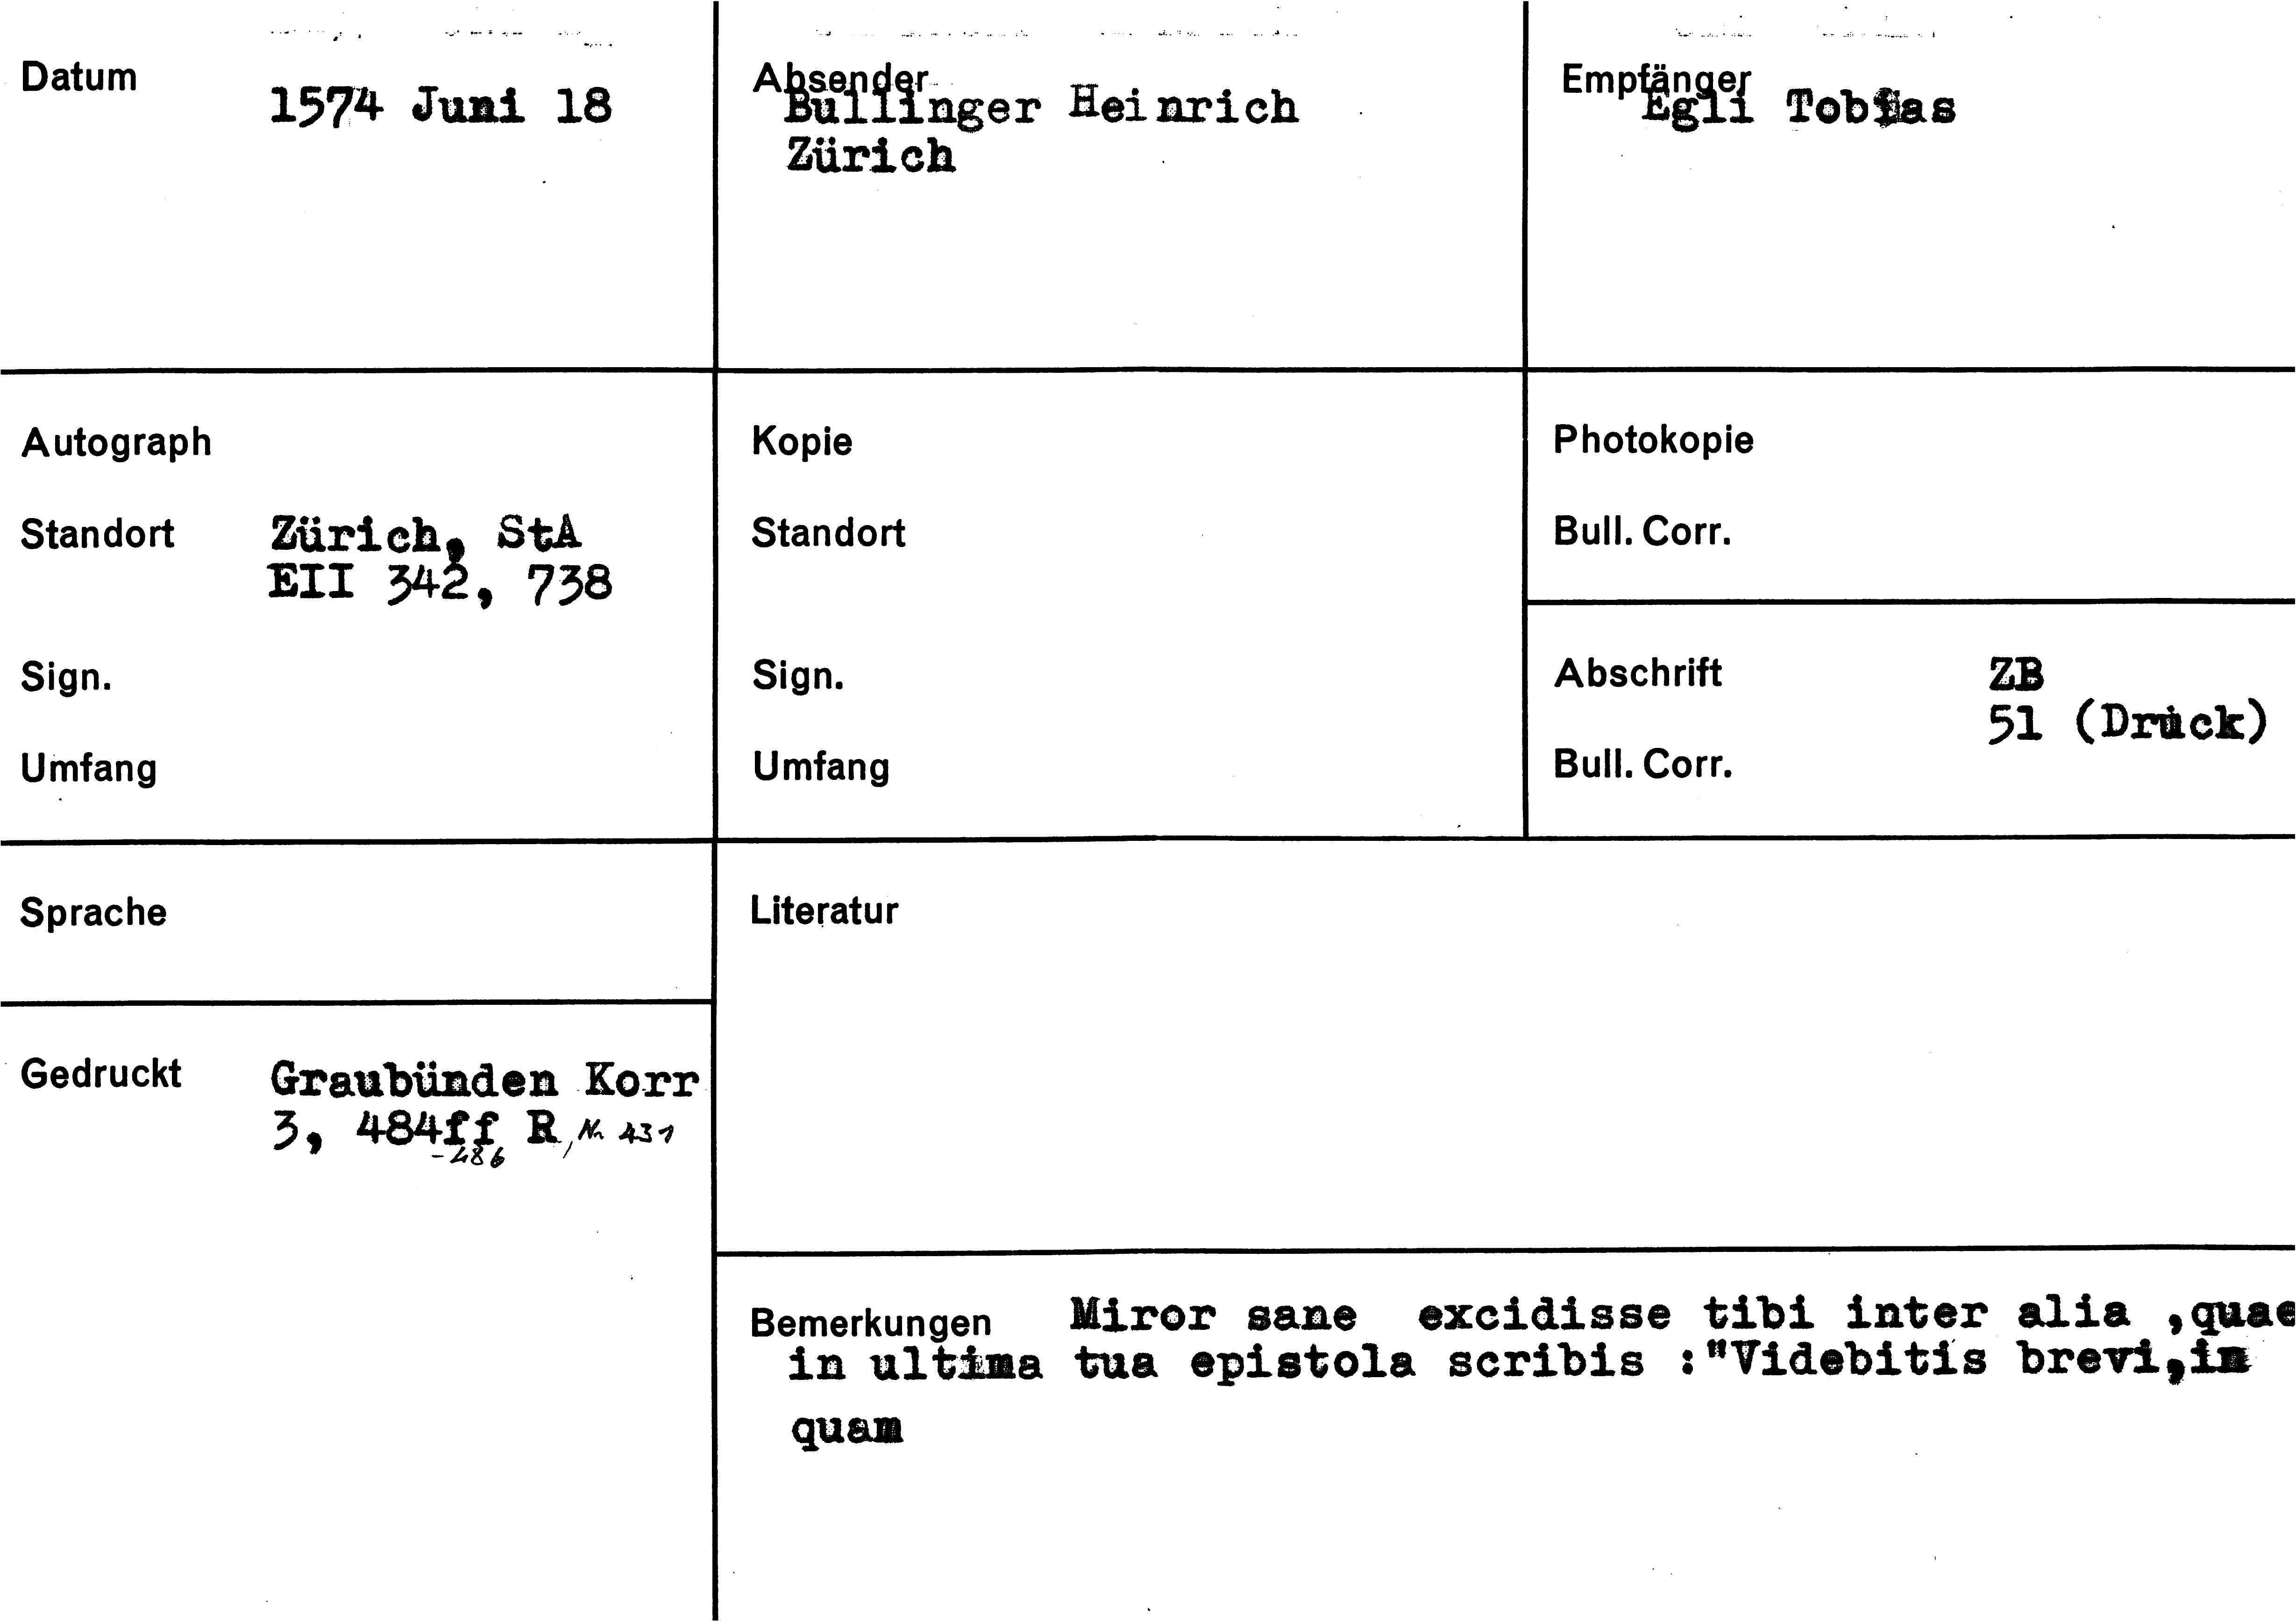 Datum
1574 Juni 18
Absender
Bullinger Heinrich
Zürich
Empfänger
Egli Tobias
Autograph
Standort
Zürich, StA
EII 342, 738
Sign.
Umfang
Kopie
Standort
Sign.
Umfang
Photokopie
Bull. Corr.
Abschrift
ZB
51 (Druck)
Bull. Corr.
Sprache
Literatur
Gedruckt
Graubünden Korr
3, 484ff R, Nr 431
-486
Bemerkungen Miror sane excidisse tibi inter alia ,quae
in ultima tua epistola scribis :"Videbitis brevi,in
quam